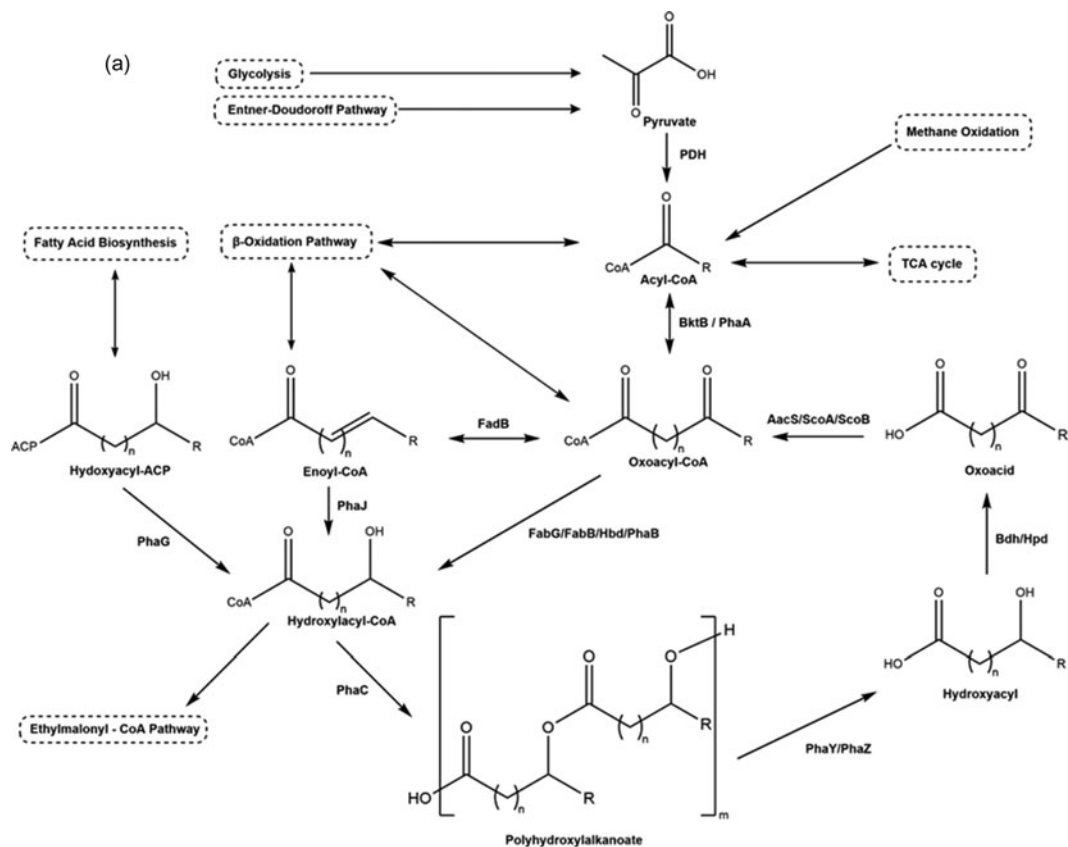 (a)
Glycolysis
Entner-Doudoroff Pathway
O
OH
O
Pyruvate
PDH
Methane Oxidation
Fatty Acid Biosynthesis
β-Oxidation Pathway
O
CoA
R
Acyl-CoA
TCA cycle
BktB / PhaA
O
OH
ACP
( )n
R
Hydoxyacyl-ACP
O
CoA
( )n
R
Enoyl-CoA
FadB
O
O
CoA
( )n
R
Oxoacyl-CoA
AacS/ScoA/ScoB
O
O
HO
( )n
R
Oxoacid
PhaG
PhaJ
FabG/FabB/Hbd/PhaB
Bdh/Hpd
O
OH
CoA
( )n
R
Hydroxylacyl-CoA
O
OH
HO
( )n
R
Hydroxyacyl
PhaC
Ethylmalonyl - CoA Pathway
H
O
O
O
( )n
R
O
HO
( )n
R
m
Polyhydroxylalkanoate
PhaY/PhaZ